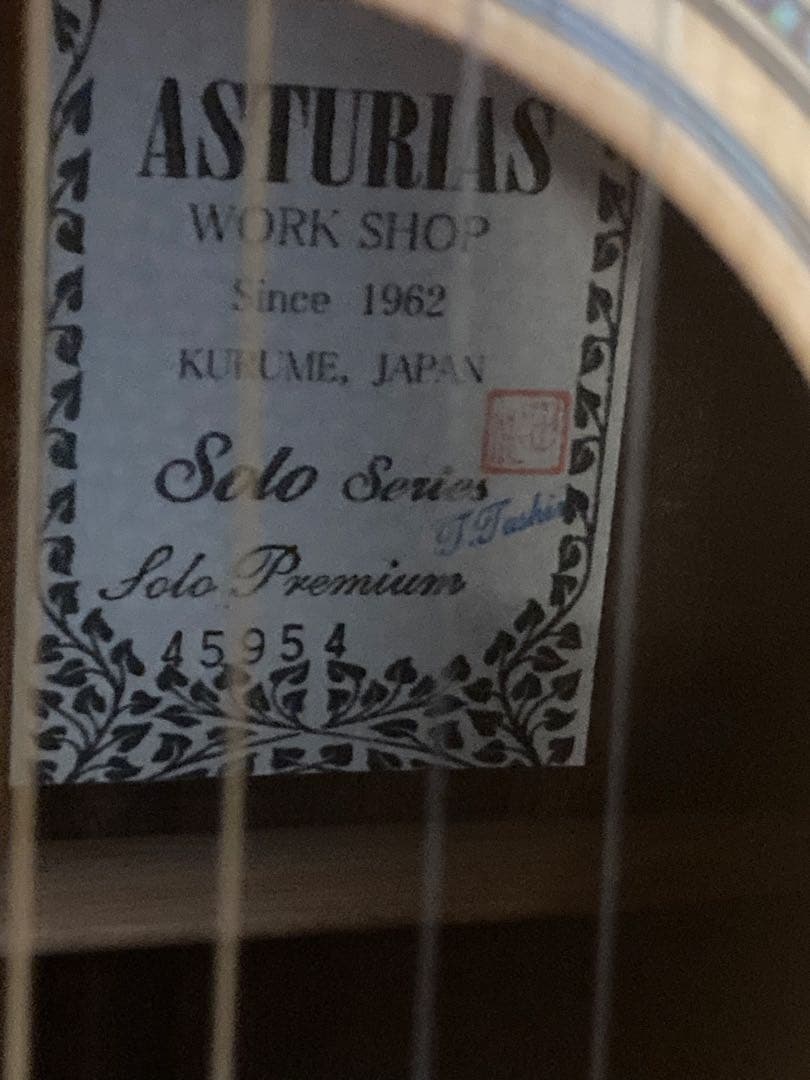 ASTURIAS
WORK SHOP
Since 1962
KURUME, JAPAN
Solo Series
Solo Premium
45954